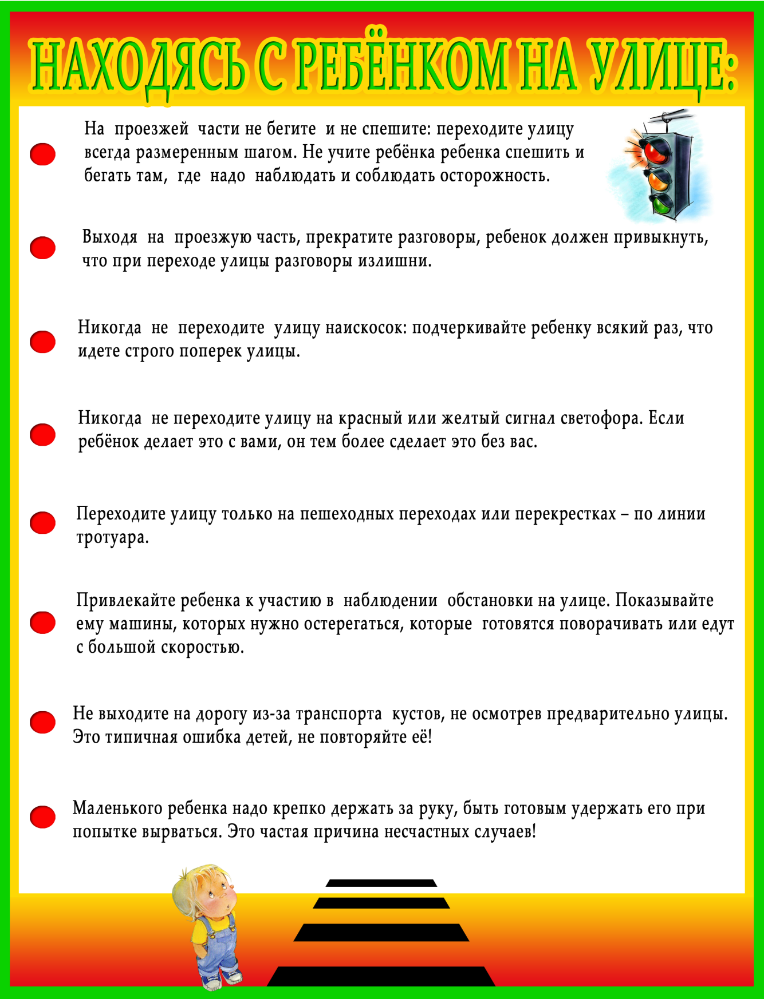 НАХОДЯСЬ С РЕБЁНКОМ НА УЛИЦЕ:
На проезжей части не бегите и не спешите: переходите улицу
всегда размеренным шагом. Не учите ребёнка ребенка спешить и
бегать там, где надо наблюдать и соблюдать осторожность.
Выходя на проезжую часть, прекратите разговоры, ребенок должен привыкнуть,
что при переходе улицы разговоры излишни.
Никогда не переходите улицу наискосок: подчеркивайте ребенку всякий раз, что
идете строго поперек улицы.
Никогда не переходите улицу на красный или желтый сигнал светофора. Если
ребёнок делает это с вами, он тем более сделает это без вас.
Переходите улицу только на пешеходных переходах или перекрестках – по линии
тротуара.
Привлекайте ребенка к участию в наблюдении обстановки на улице. Показывайте
ему машины, которых нужно остерегаться, которые готовятся поворачивать или едут
с большой скоростью.
Не выходите на дорогу из-за транспорта кустов, не осмотрев предварительно улицы.
Это типичная ошибка детей, не повторяйте её!
Маленького ребенка надо крепко держать за руку, быть готовым удержать его при
попытке вырваться. Это частая причина несчастных случаев!